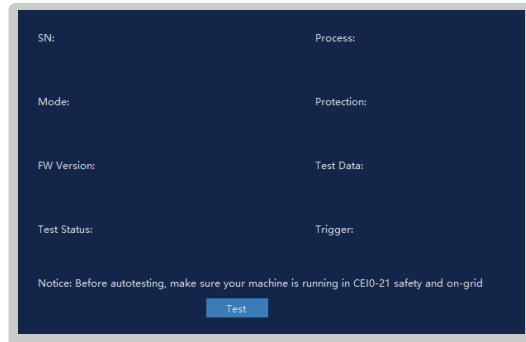 SN:
Process:
Mode:
Protection:
FW Version:
Test Data:
Test Status:
Trigger:
Notice: Before autotesting, make sure your machine is running in CEI0-21 safety and on-grid
Test